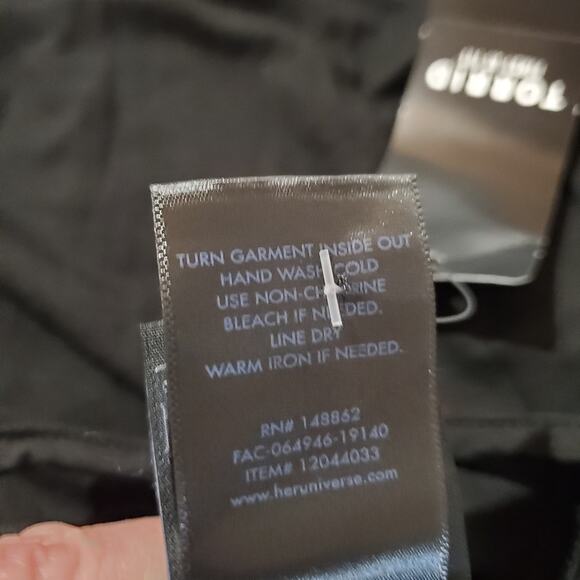 TORRID
TURN GARMENT INSIDE OUT
HAND WASH COLD
USE NON-CHLORINE
BLEACH IF NEEDED.
LINE DRY
WARM IRON IF NEEDED.
RN# 148862
FAC-064946-19140
ITEM# 12044033
www.heruniverse.com